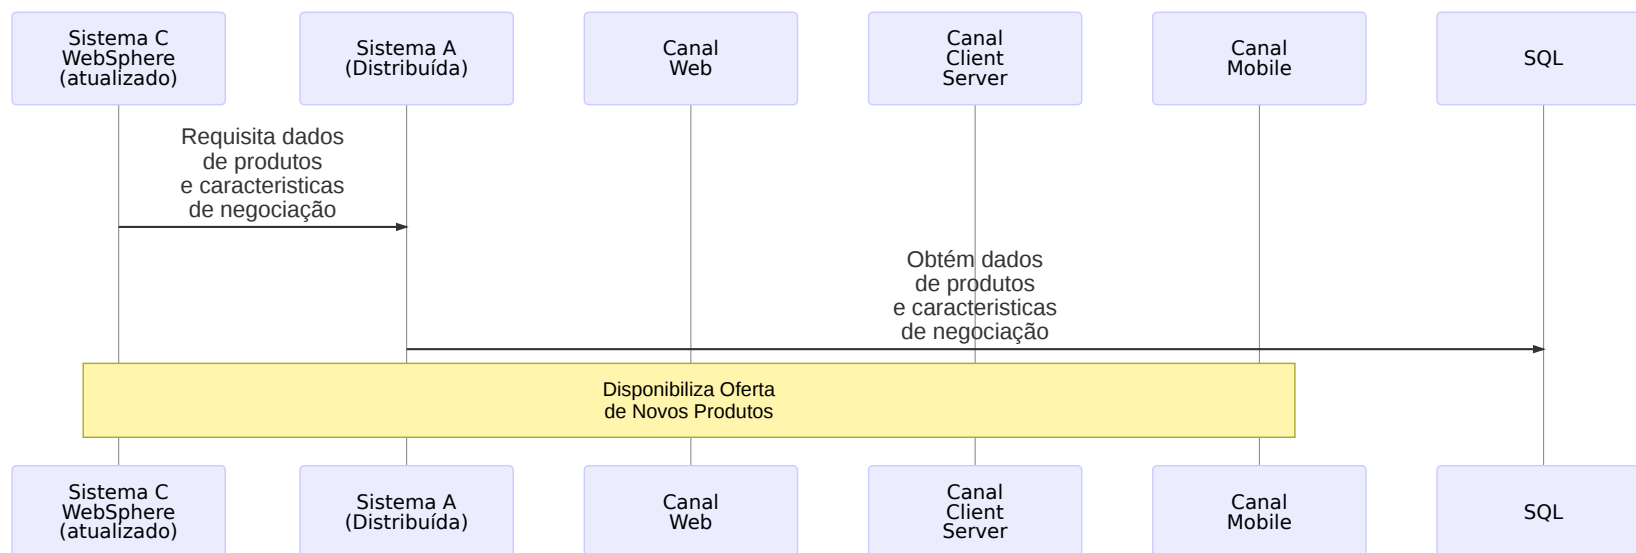 Sistema C
WebSphere
(atualizado)
Sistema A
(Distribuída)
Canal
Web
Canal
Client
Server
Canal
Mobile
SQL
Requisita dados
de produtos
e caracteristicas
de negociação
Obtém dados
de produtos
e caracteristicas
de negociação
Disponibiliza Oferta
de Novos Produtos
Sistema C
WebSphere
(atualizado)
Sistema A
(Distribuída)
Canal
Web
Canal
Client
Server
Canal
Mobile
SQL